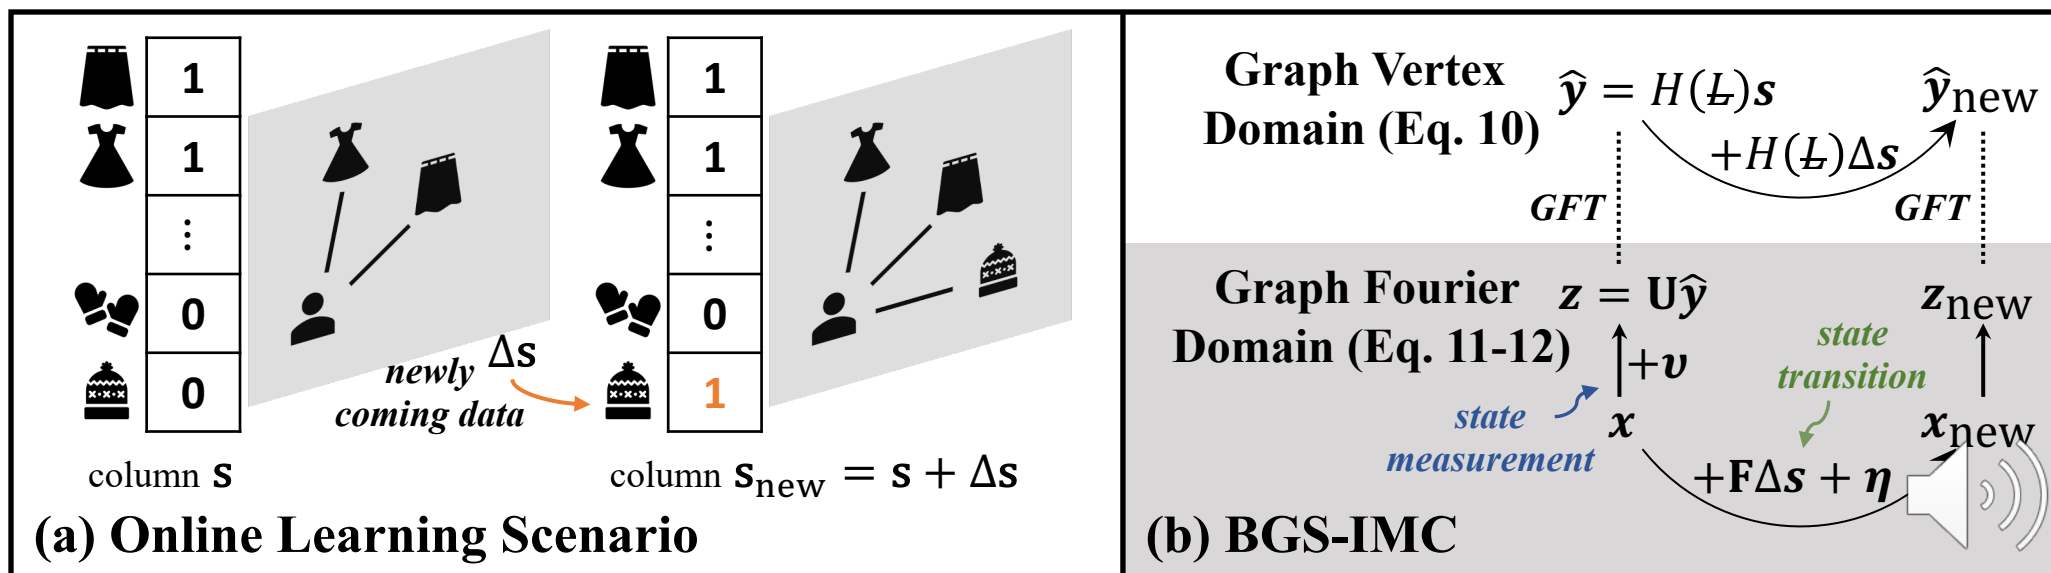 1
1
⋮
0
0
column s
newly Δs
coming data
1
1
⋮
0
1
column s_new = s + Δs
(a) Online Learning Scenario
Graph Vertex
Domain (Eq. 10)
ŷ = H(Ł)s
ŷ_new
+H(Ł)Δs
GFT
GFT
Graph Fourier
Domain (Eq. 11-12)
z = Uŷ
z_new
+υ
state
transition
state
measurement
x
x_new
+FΔs + η
(b) BGS-IMC